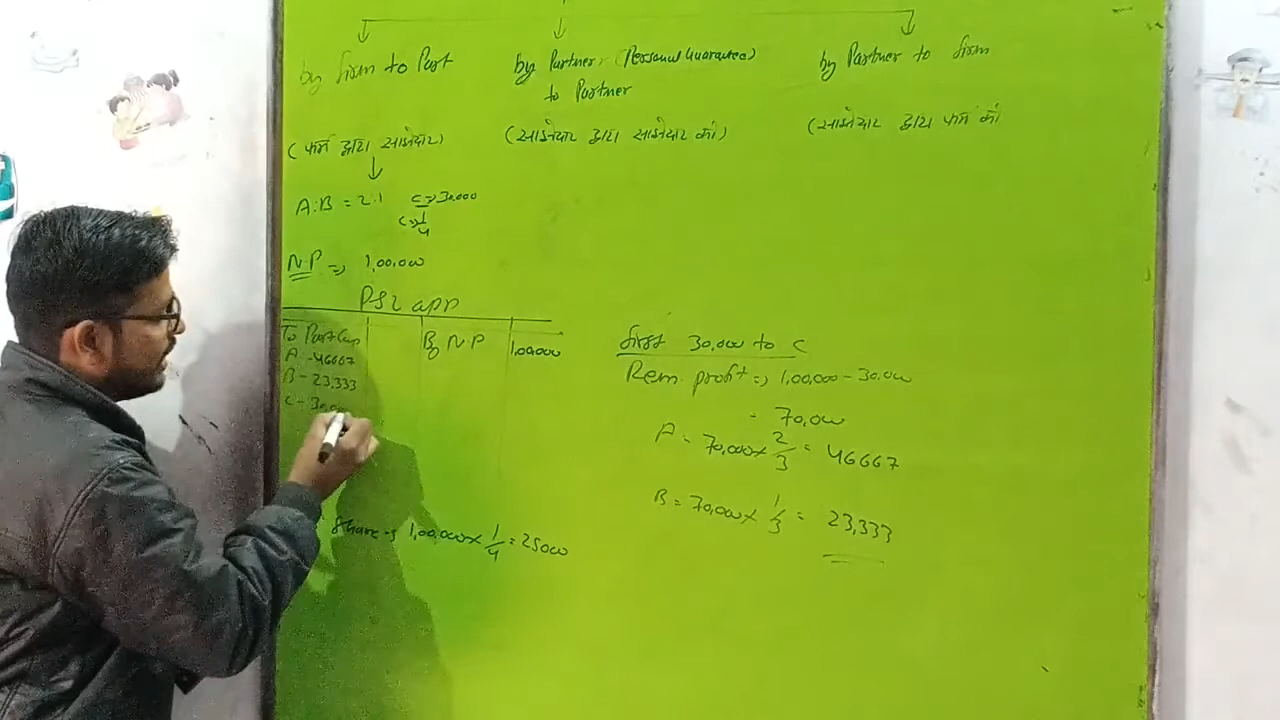 by firm to Part
by Partner (Personal Guarantee)
to Partner
by Partner to firm
(फर्म द्वारा साझेदार)
(साझेदार द्वारा साझेदार को)
(साझेदार द्वारा फर्म को)
A:B = 2:1 C => 30,000
C => 1/4
N.P => 1,00,000
P&L app
To Part Cap
A - 46667
B - 23,333
C - 30,000
By N P 1,00,000
Share → 1,00,000 × 1/4 = 25000
first 30,000 to C
Rem. profit => 1,00,000 - 30,000
= 70,000
A = 70,000 × 2/3 = 46667
B = 70,000 × 1/3 = 23,333